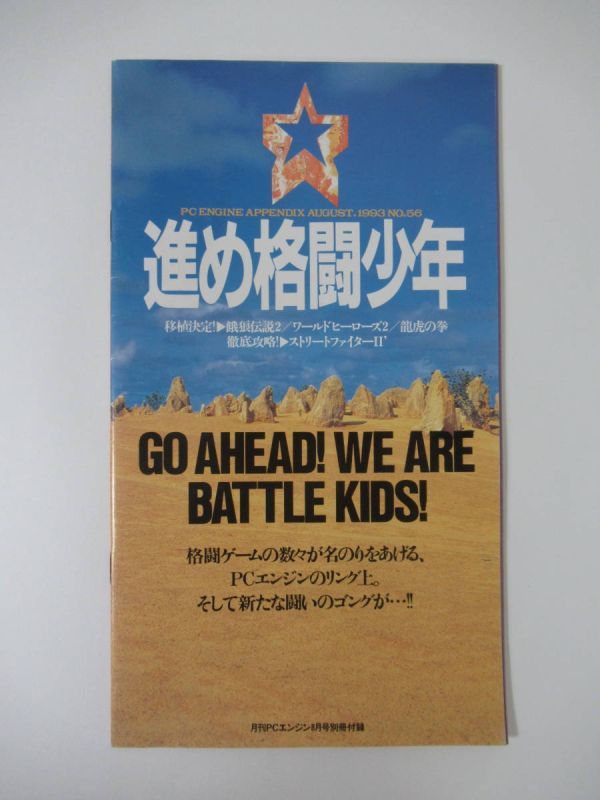 PC ENGINE APPENDIX AUGUST. 1993 NO.56
進め格闘少年
移植決定!▶餓狼伝説2/ワールドヒーローズ2/龍虎の拳
徹底攻略!▶ストリートファイターII'
GO AHEAD! WE ARE
BATTLE KIDS!
格闘ゲームの数々が名のりをあげる、
PCエンジンのリング上。
そして新たな闘いのゴングが…!!
月刊PCエンジン8月号別冊付録